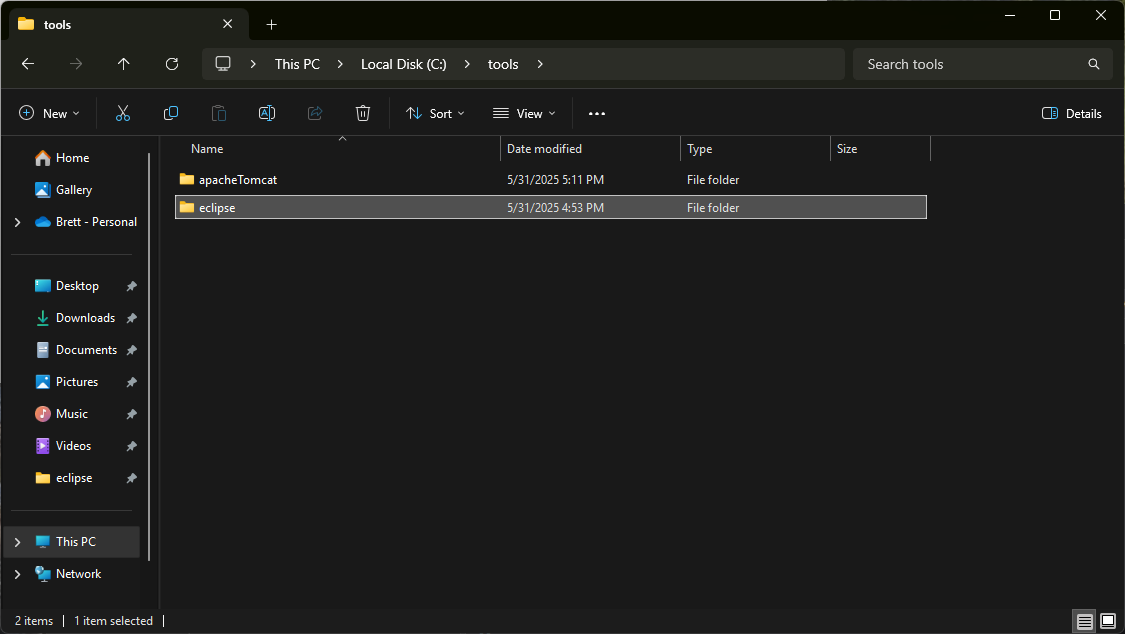 tools
This PC Local Disk (C:) tools Search tools
New Sort View Details
Name Date modified Type Size
Home
Gallery
Brett - Personal
apacheTomcat 5/31/2025 5:11 PM File folder
eclipse 5/31/2025 4:53 PM File folder
Desktop
Downloads
Documents
Pictures
Music
Videos
eclipse
This PC
Network
2 items 1 item selected